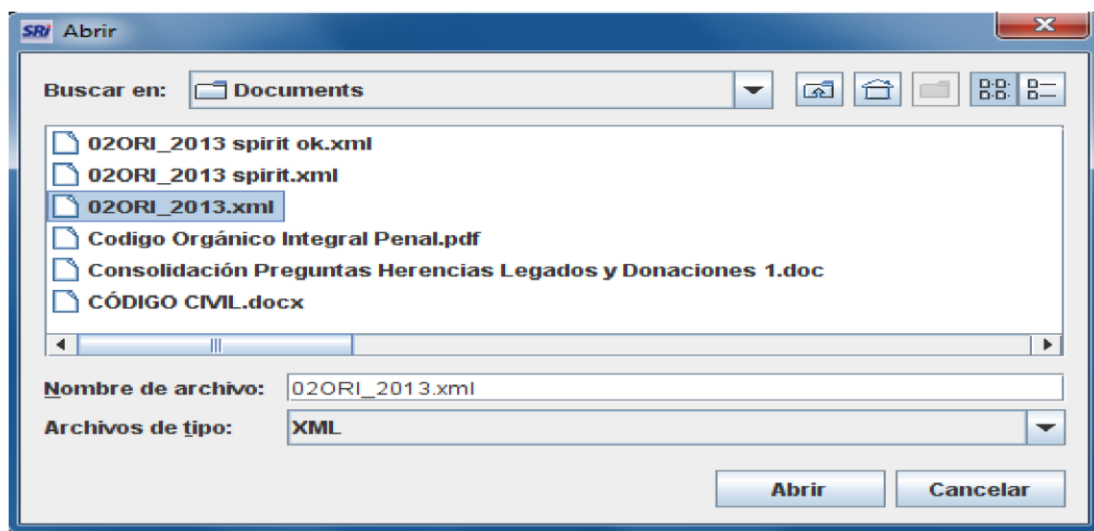 SRi Abrir
Buscar en: Documents
02ORI_2013 spirit ok.xml
02ORI_2013 spirit.xml
02ORI_2013.xml
Codigo Orgánico Integral Penal.pdf
Consolidación Preguntas Herencias Legados y Donaciones 1.doc
CÓDIGO CIVIL.docx
Nombre de archivo: 02ORI_2013.xml
Archivos de tipo: XML
Abrir Cancelar